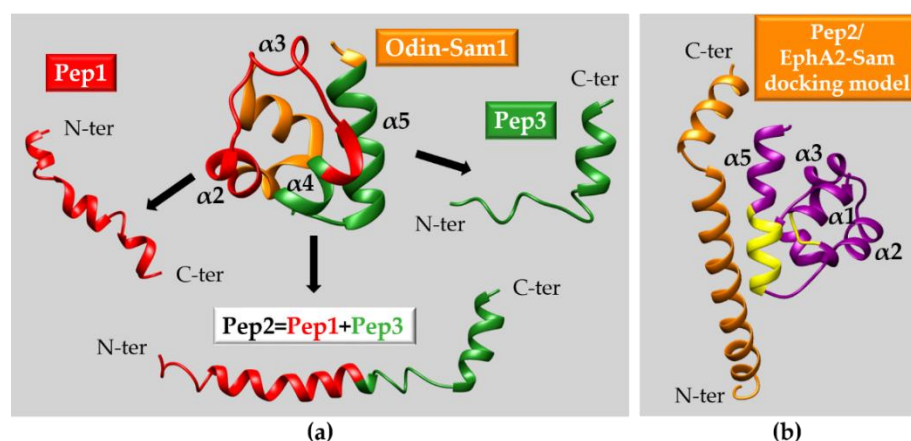 Pep1
N-ter
C-ter
α3
Odin-Sam1
α5
α2
α4
Pep3
C-ter
N-ter
Pep2=Pep1+Pep3
N-ter
C-ter
(a)
Pep2/
EphA2-Sam
docking model
C-ter
α5
α3
α1
α2
N-ter
(b)